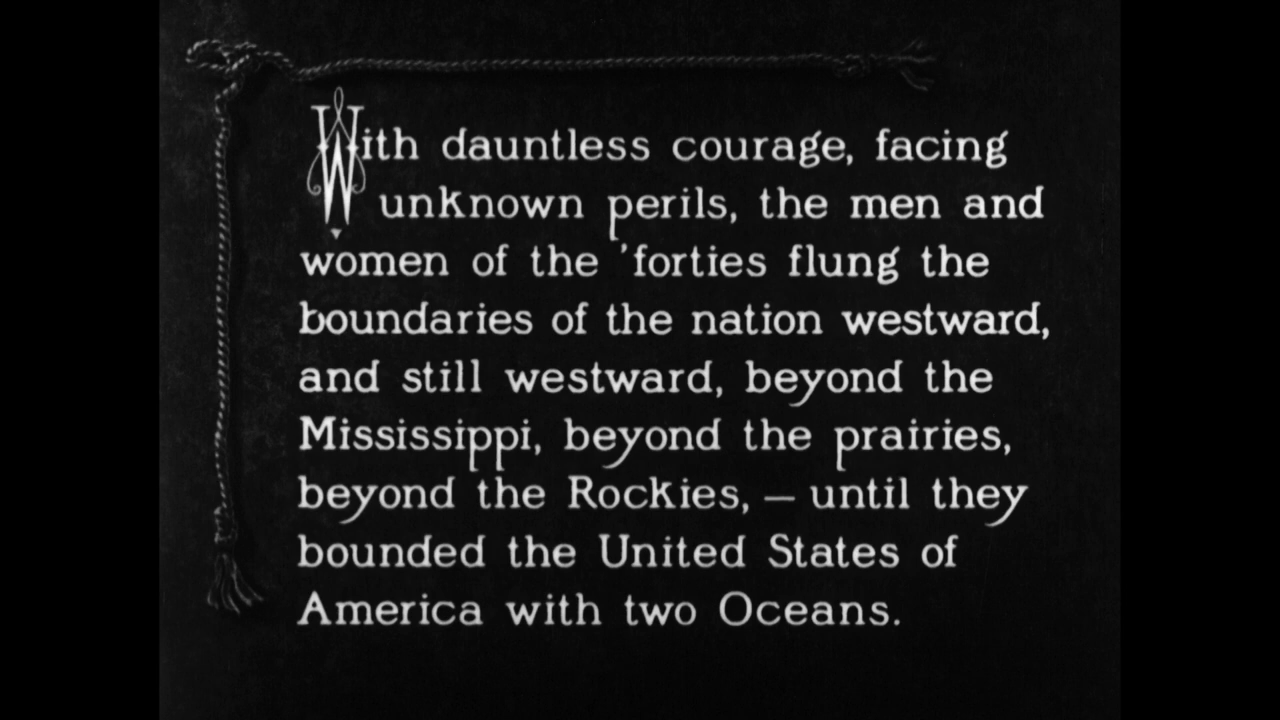 With dauntless courage, facing
unknown perils, the men and
women of the 'forties flung the
boundaries of the nation westward,
and still westward, beyond the
Mississippi, beyond the prairies,
beyond the Rockies, — until they
bounded the United States of
America with two Oceans.